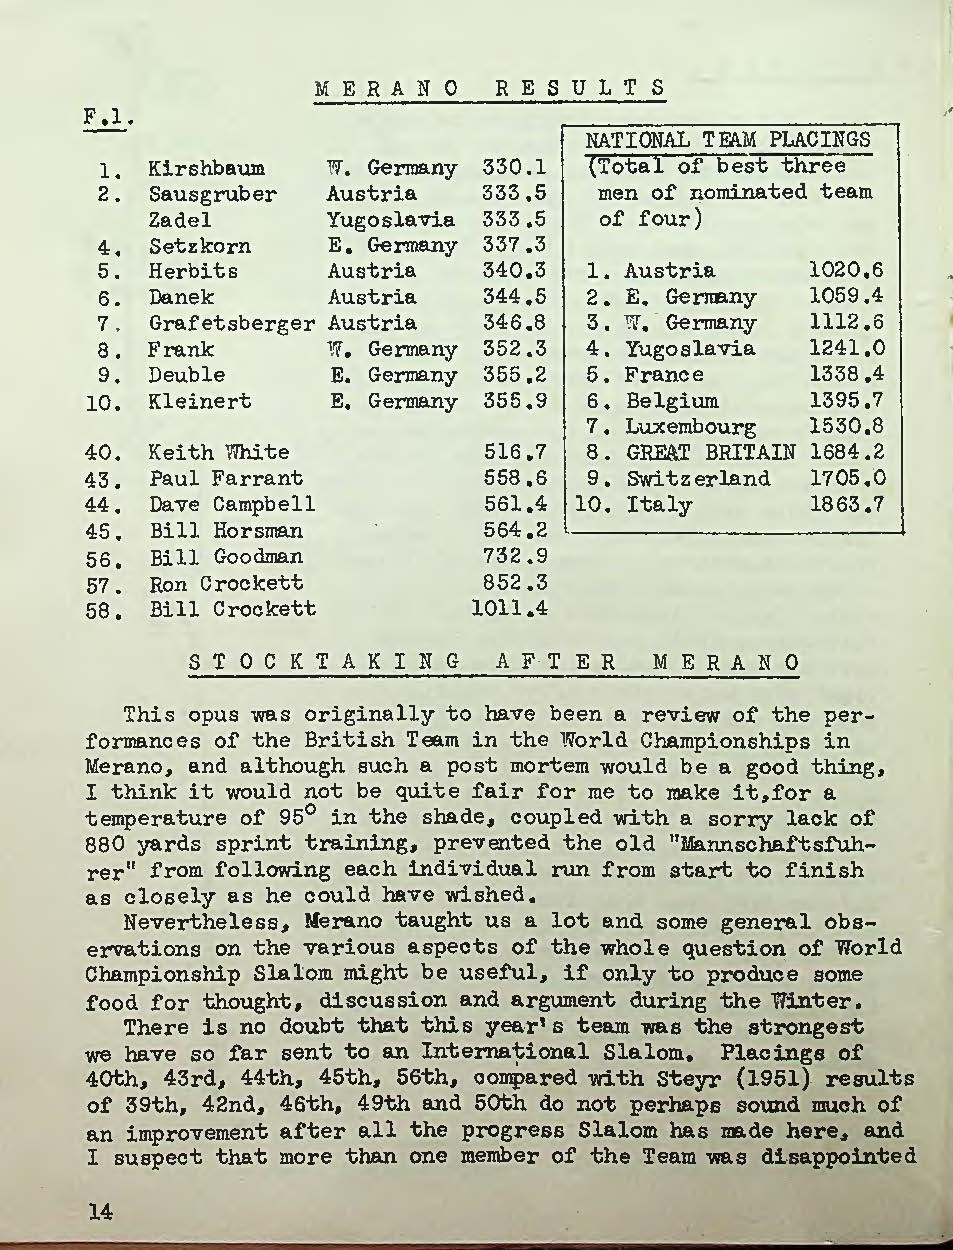 MERANO RESULTS
F.1.
1. Kirshbaum W. Germany 330.1
2. Sausgruber Austria 333.5
Zadel Yugoslavia 333.5
4. Setzkorn E. Germany 337.3
5. Herbits Austria 340.3
6. Danek Austria 344.5
7. Grafetsberger Austria 346.8
8. Frank W. Germany 352.3
9. Deuble E. Germany 355.2
10. Kleinert E. Germany 355.9
40. Keith White 516.7
43. Paul Farrant 558.6
44. Dave Campbell 561.4
45. Bill Horsman 564.2
56. Bill Goodman 732.9
57. Ron Crockett 852.3
58. Bill Crockett 1011.4
NATIONAL TEAM PLACINGS
(Total of best three
men of nominated team
of four)
1. Austria 1020.6
2. E. Germany 1059.4
3. W. Germany 1112.6
4. Yugoslavia 1241.0
5. France 1338.4
6. Belgium 1395.7
7. Luxembourg 1530.8
8. GREAT BRITAIN 1684.2
9. Switzerland 1705.0
10. Italy 1863.7
STOCKTAKING AFTER MERANO
This opus was originally to have been a review of the per-
formances of the British Team in the World Championships in
Merano, and although such a post mortem would be a good thing,
I think it would not be quite fair for me to make it,for a
temperature of 95° in the shade, coupled with a sorry lack of
880 yards sprint training, prevented the old "Mannschaftsfuh-
rer" from following each individual run from start to finish
as closely as he could have wished.
Nevertheless, Merano taught us a lot and some general obs-
ervations on the various aspects of the whole question of World
Championship Slalom might be useful, if only to produce some
food for thought, discussion and argument during the Winter.
There is no doubt that this year's team was the strongest
we have so far sent to an International Slalom. Placings of
40th, 43rd, 44th, 45th, 56th, compared with Steyr (1951) results
of 39th, 42nd, 46th, 49th and 50th do not perhaps sound much of
an improvement after all the progress Slalom has made here, and
I suspect that more than one member of the Team was disappointed
14